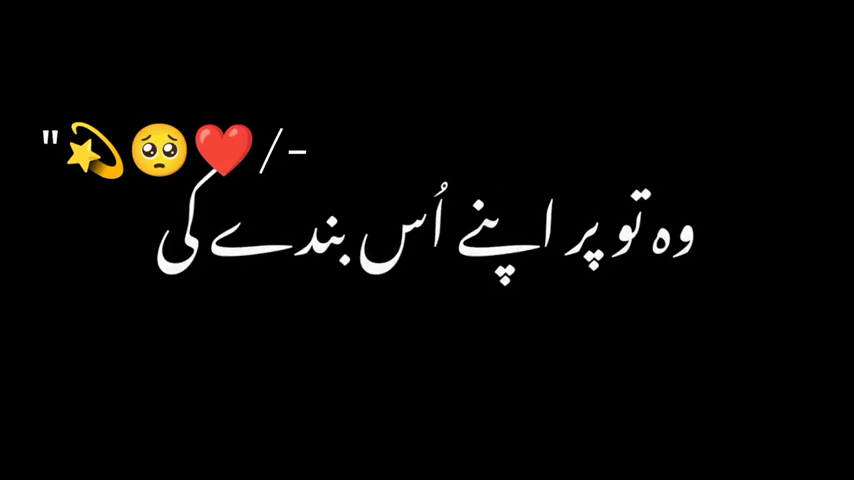 "💫🥺❤️/-
وہ تو پر اپنے اُس بندے کی